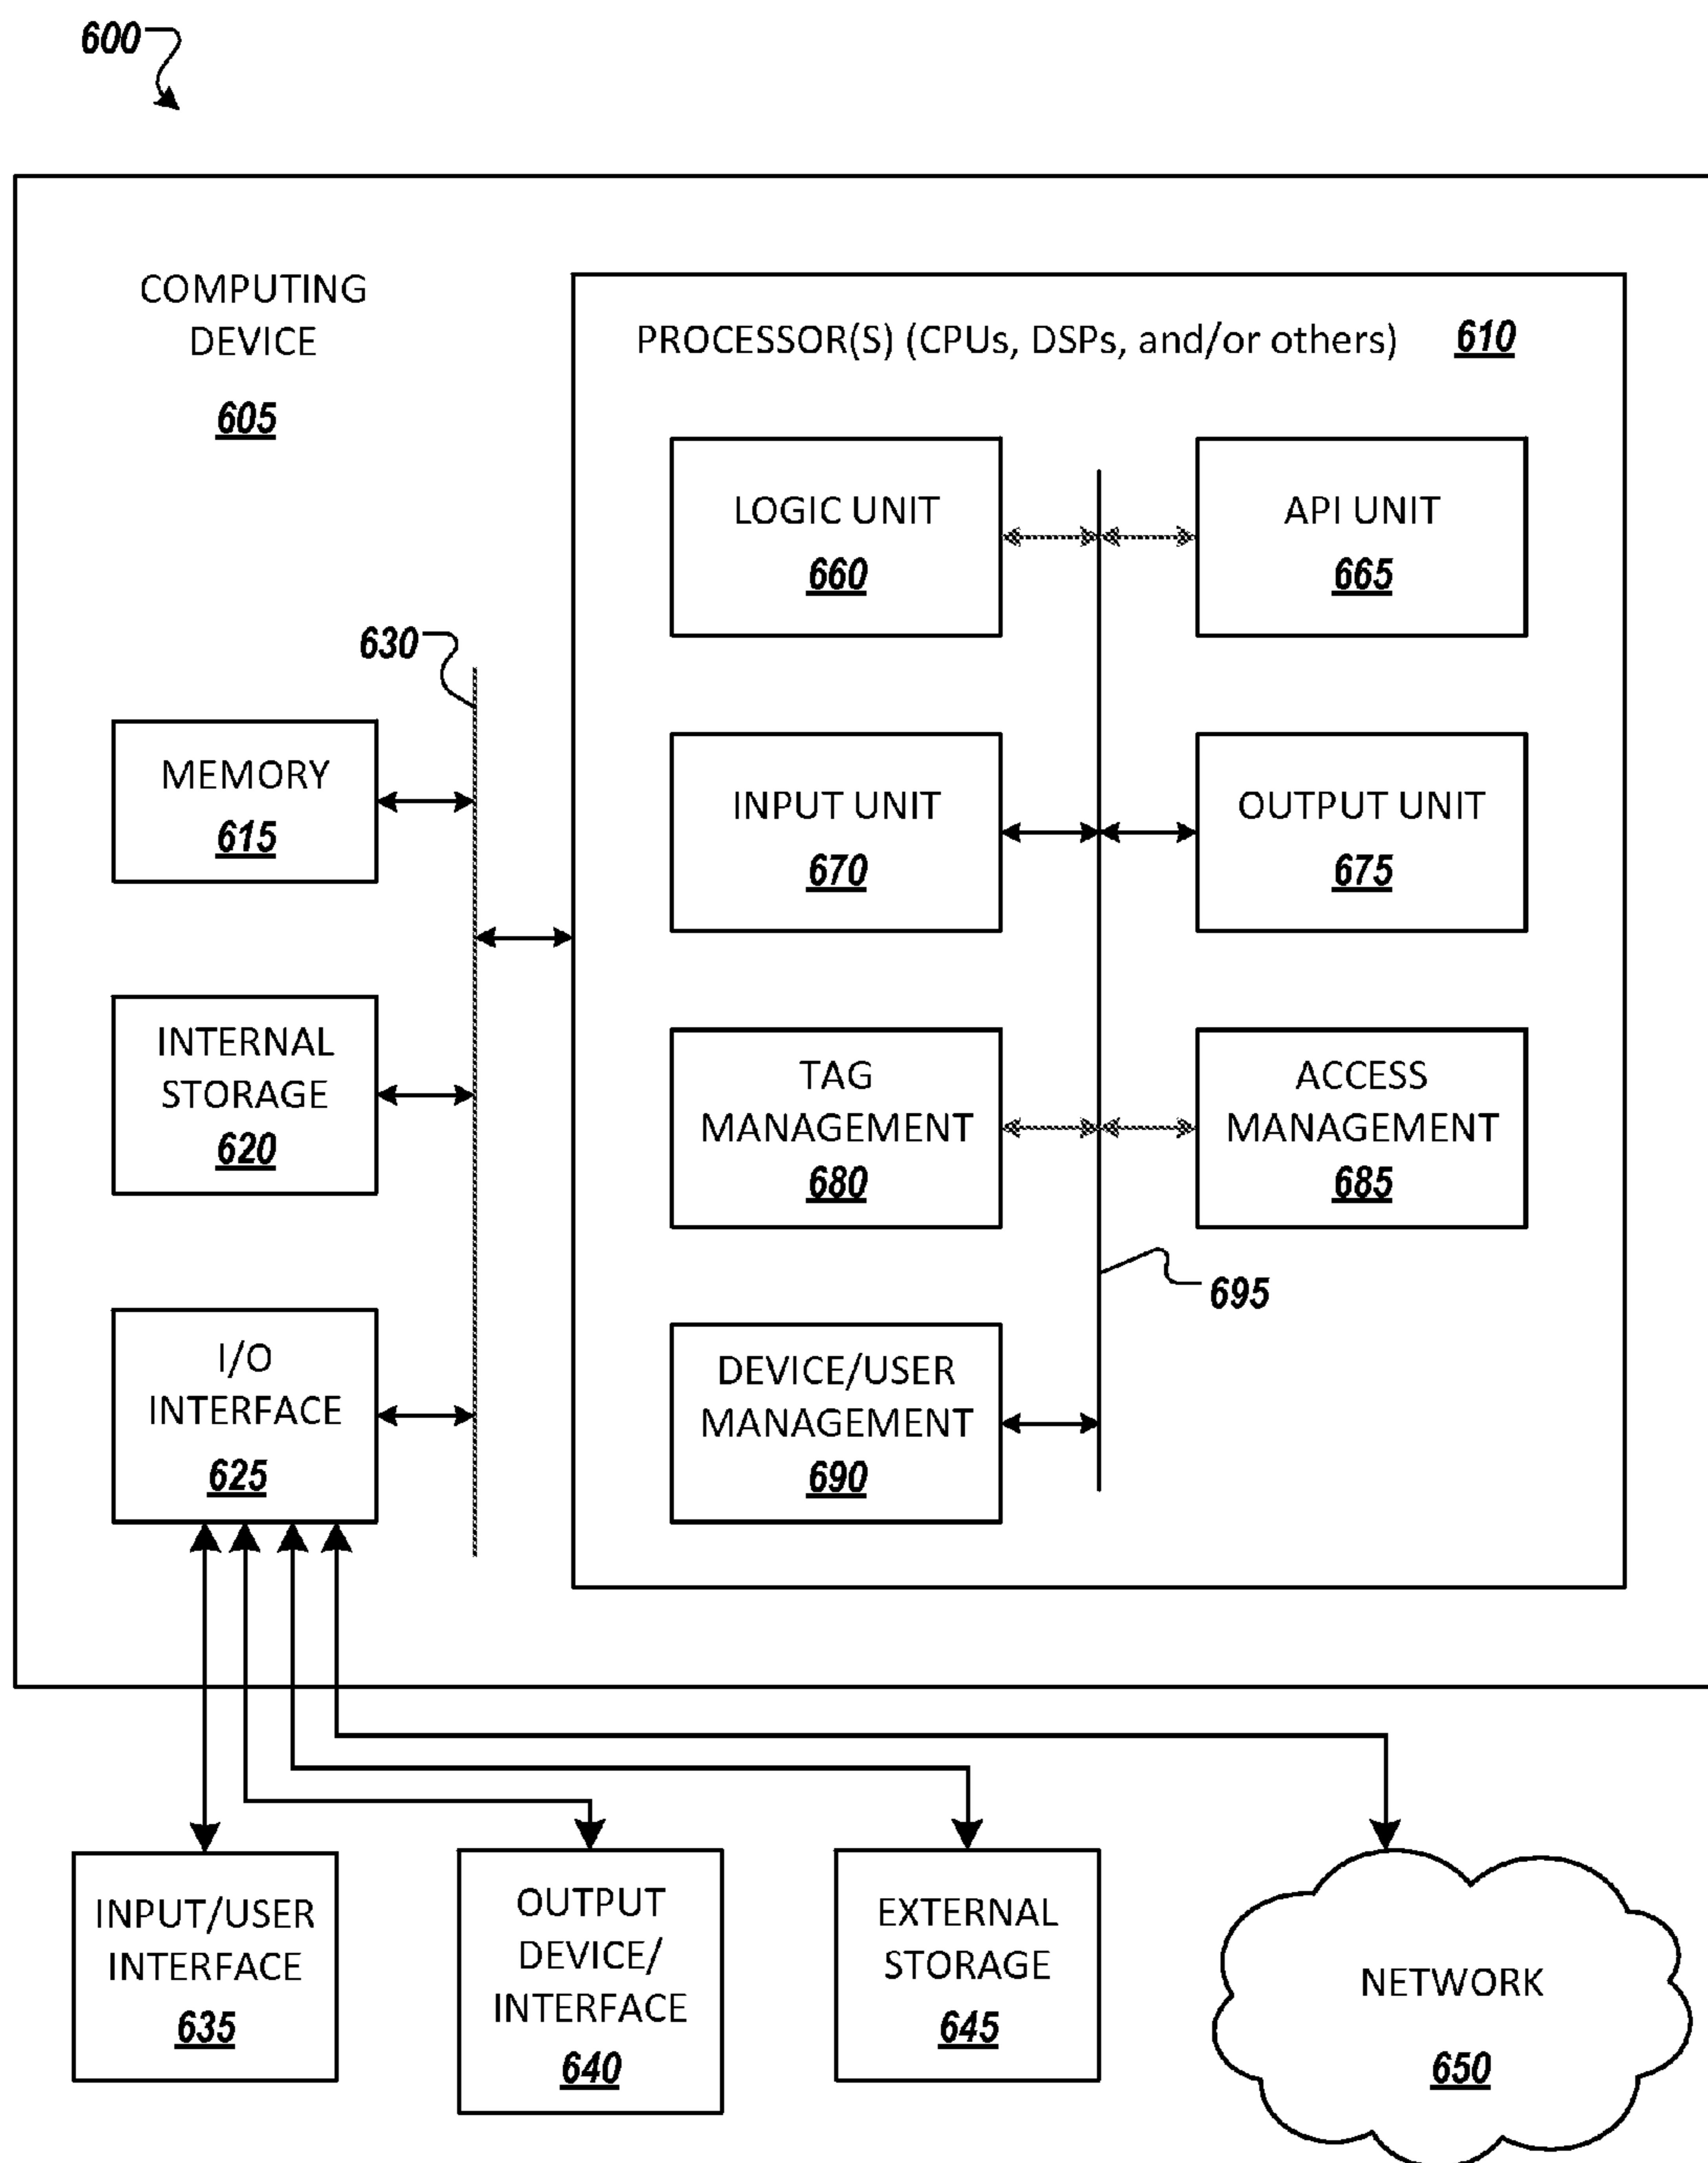 600
COMPUTING
DEVICE
605
PROCESSOR(S) (CPUs, DSPs, and/or others) 610
LOGIC UNIT
660
API UNIT
665
630
MEMORY
615
INPUT UNIT
670
OUTPUT UNIT
675
INTERNAL
STORAGE
620
TAG
MANAGEMENT
680
ACCESS
MANAGEMENT
685
695
I/O
INTERFACE
625
DEVICE/USER
MANAGEMENT
690
INPUT/USER
INTERFACE
635
OUTPUT
DEVICE/
INTERFACE
640
EXTERNAL
STORAGE
645
NETWORK
650